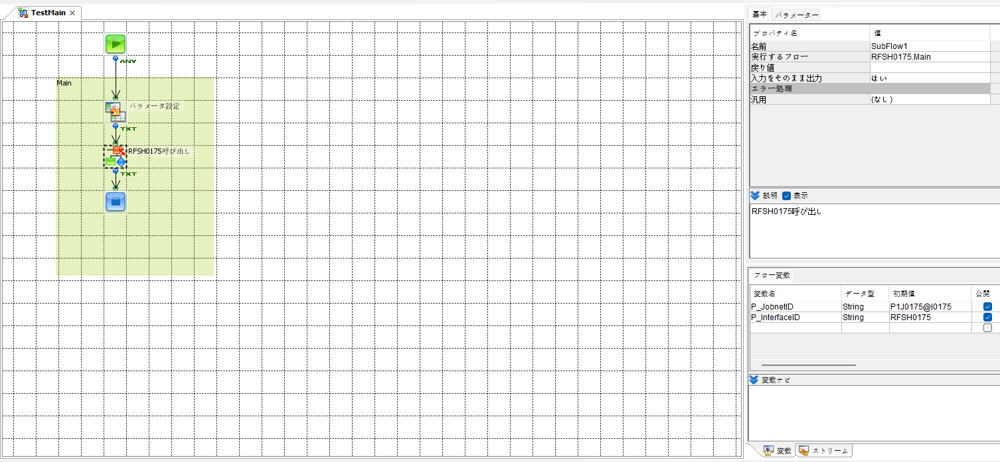 TestMain
ANY
Main
パラメータ設定
TXT
RFSH0175呼び出し
TXT
基本 パラメーター
プロパティ名 値
名前 SubFlow1
実行するフロー RFSH0175.Main
戻り値
入力をそのまま出力 はい
エラー処理
汎用 (なし)
説明 表示
RFSH0175呼び出し
フロー変数
変数名 データ型 初期値 公開
P_JobnetID String P1J0175@I0175
P_InterfaceID String RFSH0175
変数ナビ
変数 ストリーム